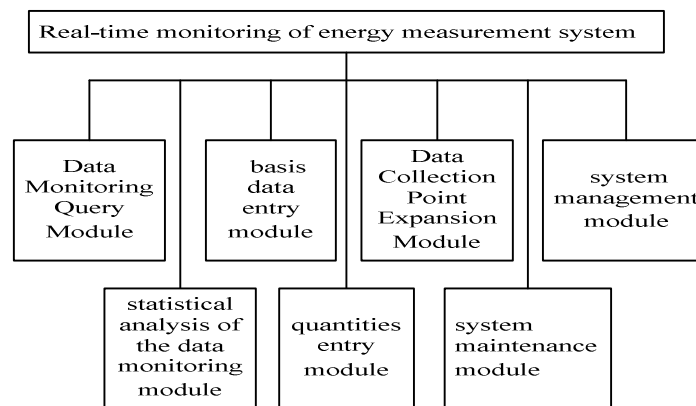 Real-time monitoring of energy measurement system
Data
Monitoring
Query
Module
basis
data
entry
module
Data
Collection
Point
Expansion
Module
system
management
module
statistical
analysis of
the data
monitoring
module
quantities
entry
module
system
maintenance
module